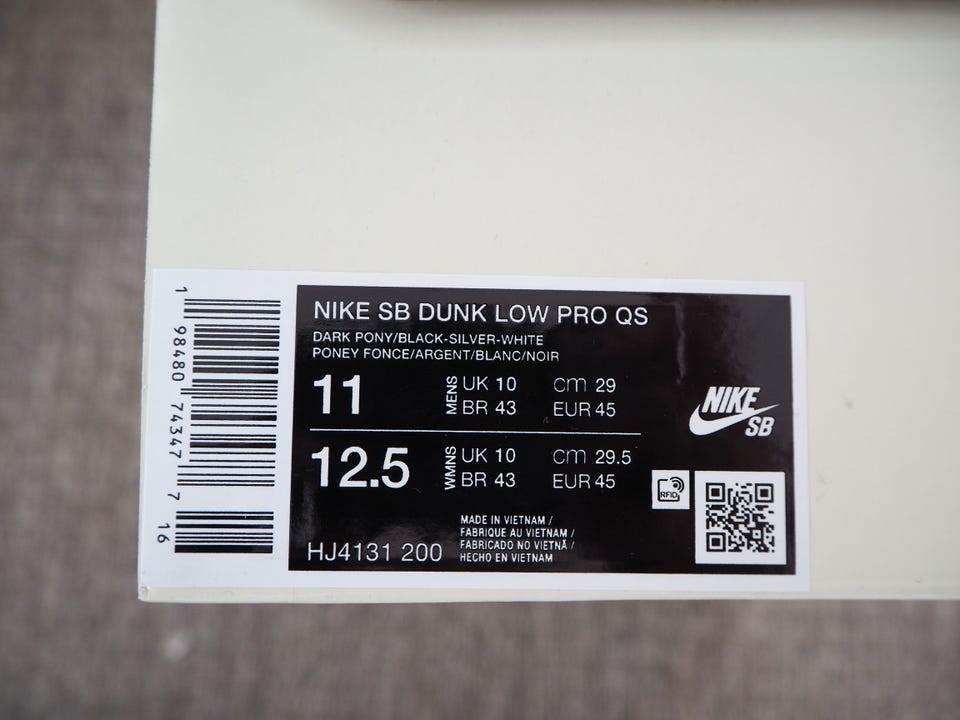 NIKE SB DUNK LOW PRO QS
DARK PONY/BLACK-SILVER-WHITE
PONEY FONCE/ARGENT/BLANC/NOIR
11 MENS UK 10 cm 29
BR 43 EUR 45
12.5 WMNS UK 10 cm 29.5
BR 43 EUR 45
NIKE
SB
RFID
HJ4131 200
MADE IN VIETNAM /
FABRIQUE AU VIETNAM /
FABRICADO NO VIETNÃ /
HECHO EN VIETNAM
1 98480 74347 7 16